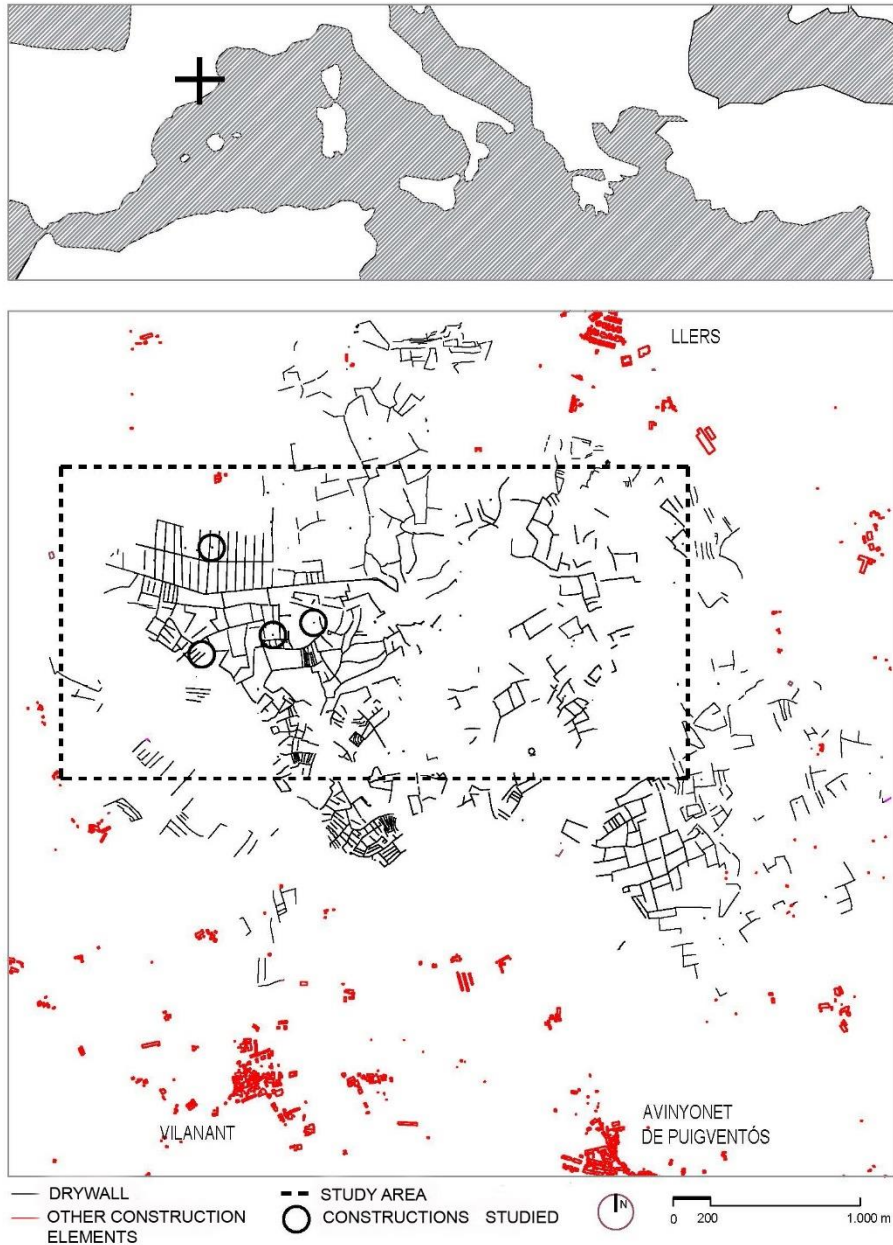 LLERS
VILANANT
AVINYONET
DE PUIGVENTÓS
DRYWALL
OTHER CONSTRUCTION
ELEMENTS
STUDY AREA
CONSTRUCTIONS STUDIED
N
0 200 1.000 m